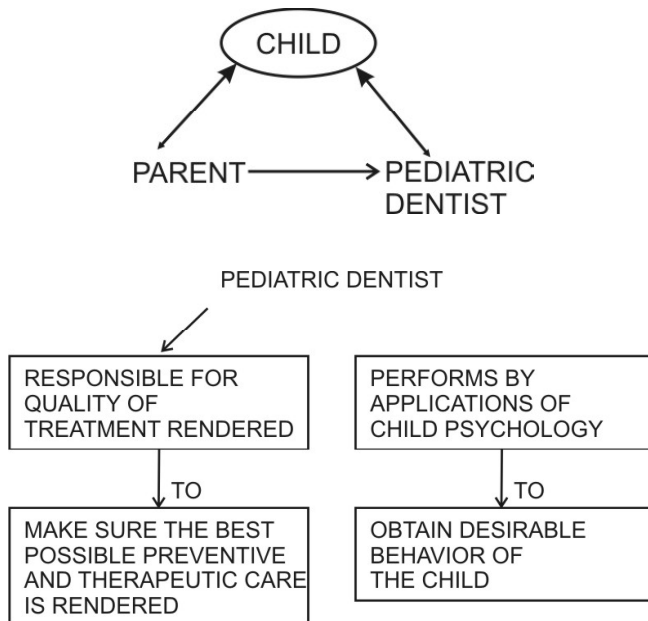 CHILD
PARENT
PEDIATRIC
DENTIST
PEDIATRIC DENTIST
RESPONSIBLE FOR
QUALITY OF
TREATMENT RENDERED
TO
MAKE SURE THE BEST
POSSIBLE PREVENTIVE
AND THERAPEUTIC CARE
IS RENDERED
PERFORMS BY
APPLICATIONS OF
CHILD PSYCHOLOGY
TO
OBTAIN DESIRABLE
BEHAVIOR OF
THE CHILD